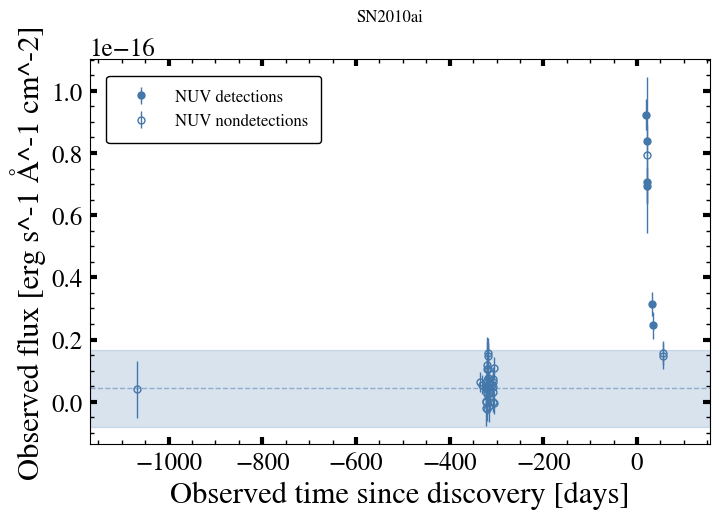 SN2010ai
1e−16
NUV detections
NUV nondetections
1.0
0.8
0.6
0.4
0.2
0.0
Observed flux [erg s^-1 Å^-1 cm^-2]
−1000 −800 −600 −400 −200 0
Observed time since discovery [days]